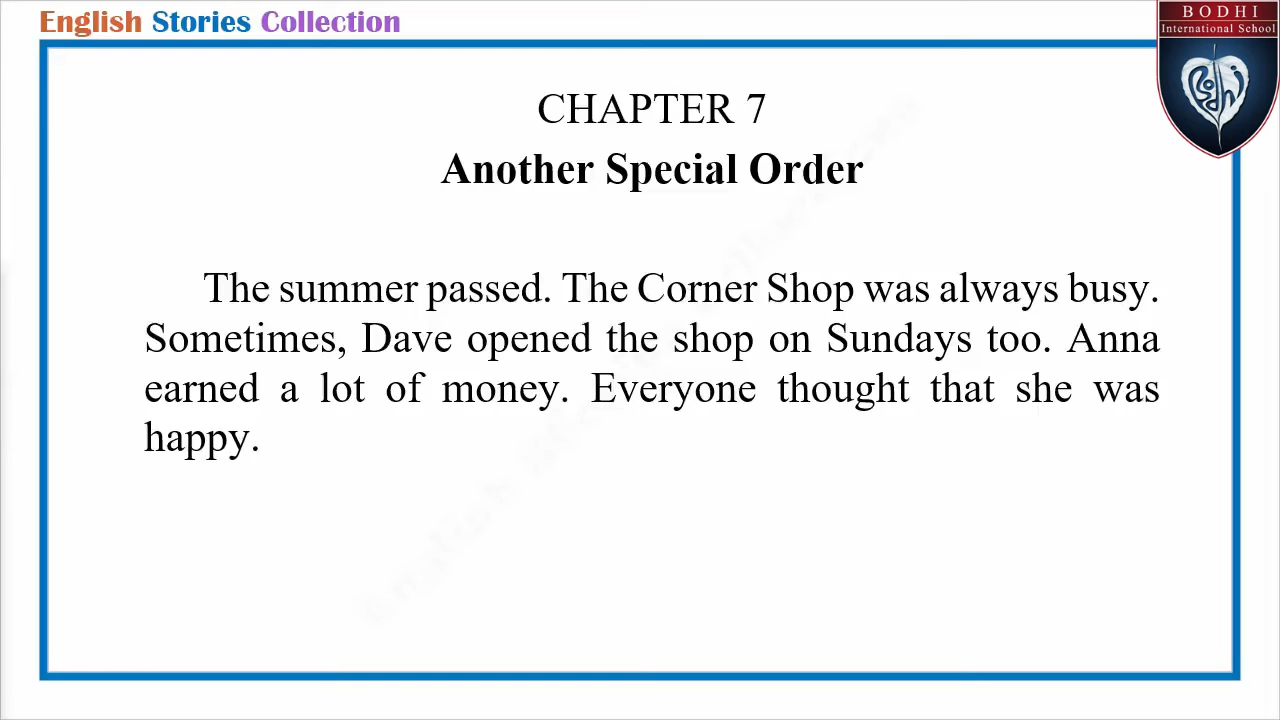 English Stories Collection
BODHI
International School
Bodhi
CHAPTER 7
Another Special Order
The summer passed. The Corner Shop was always busy.
Sometimes, Dave opened the shop on Sundays too. Anna
earned a lot of money. Everyone thought that she was
happy.